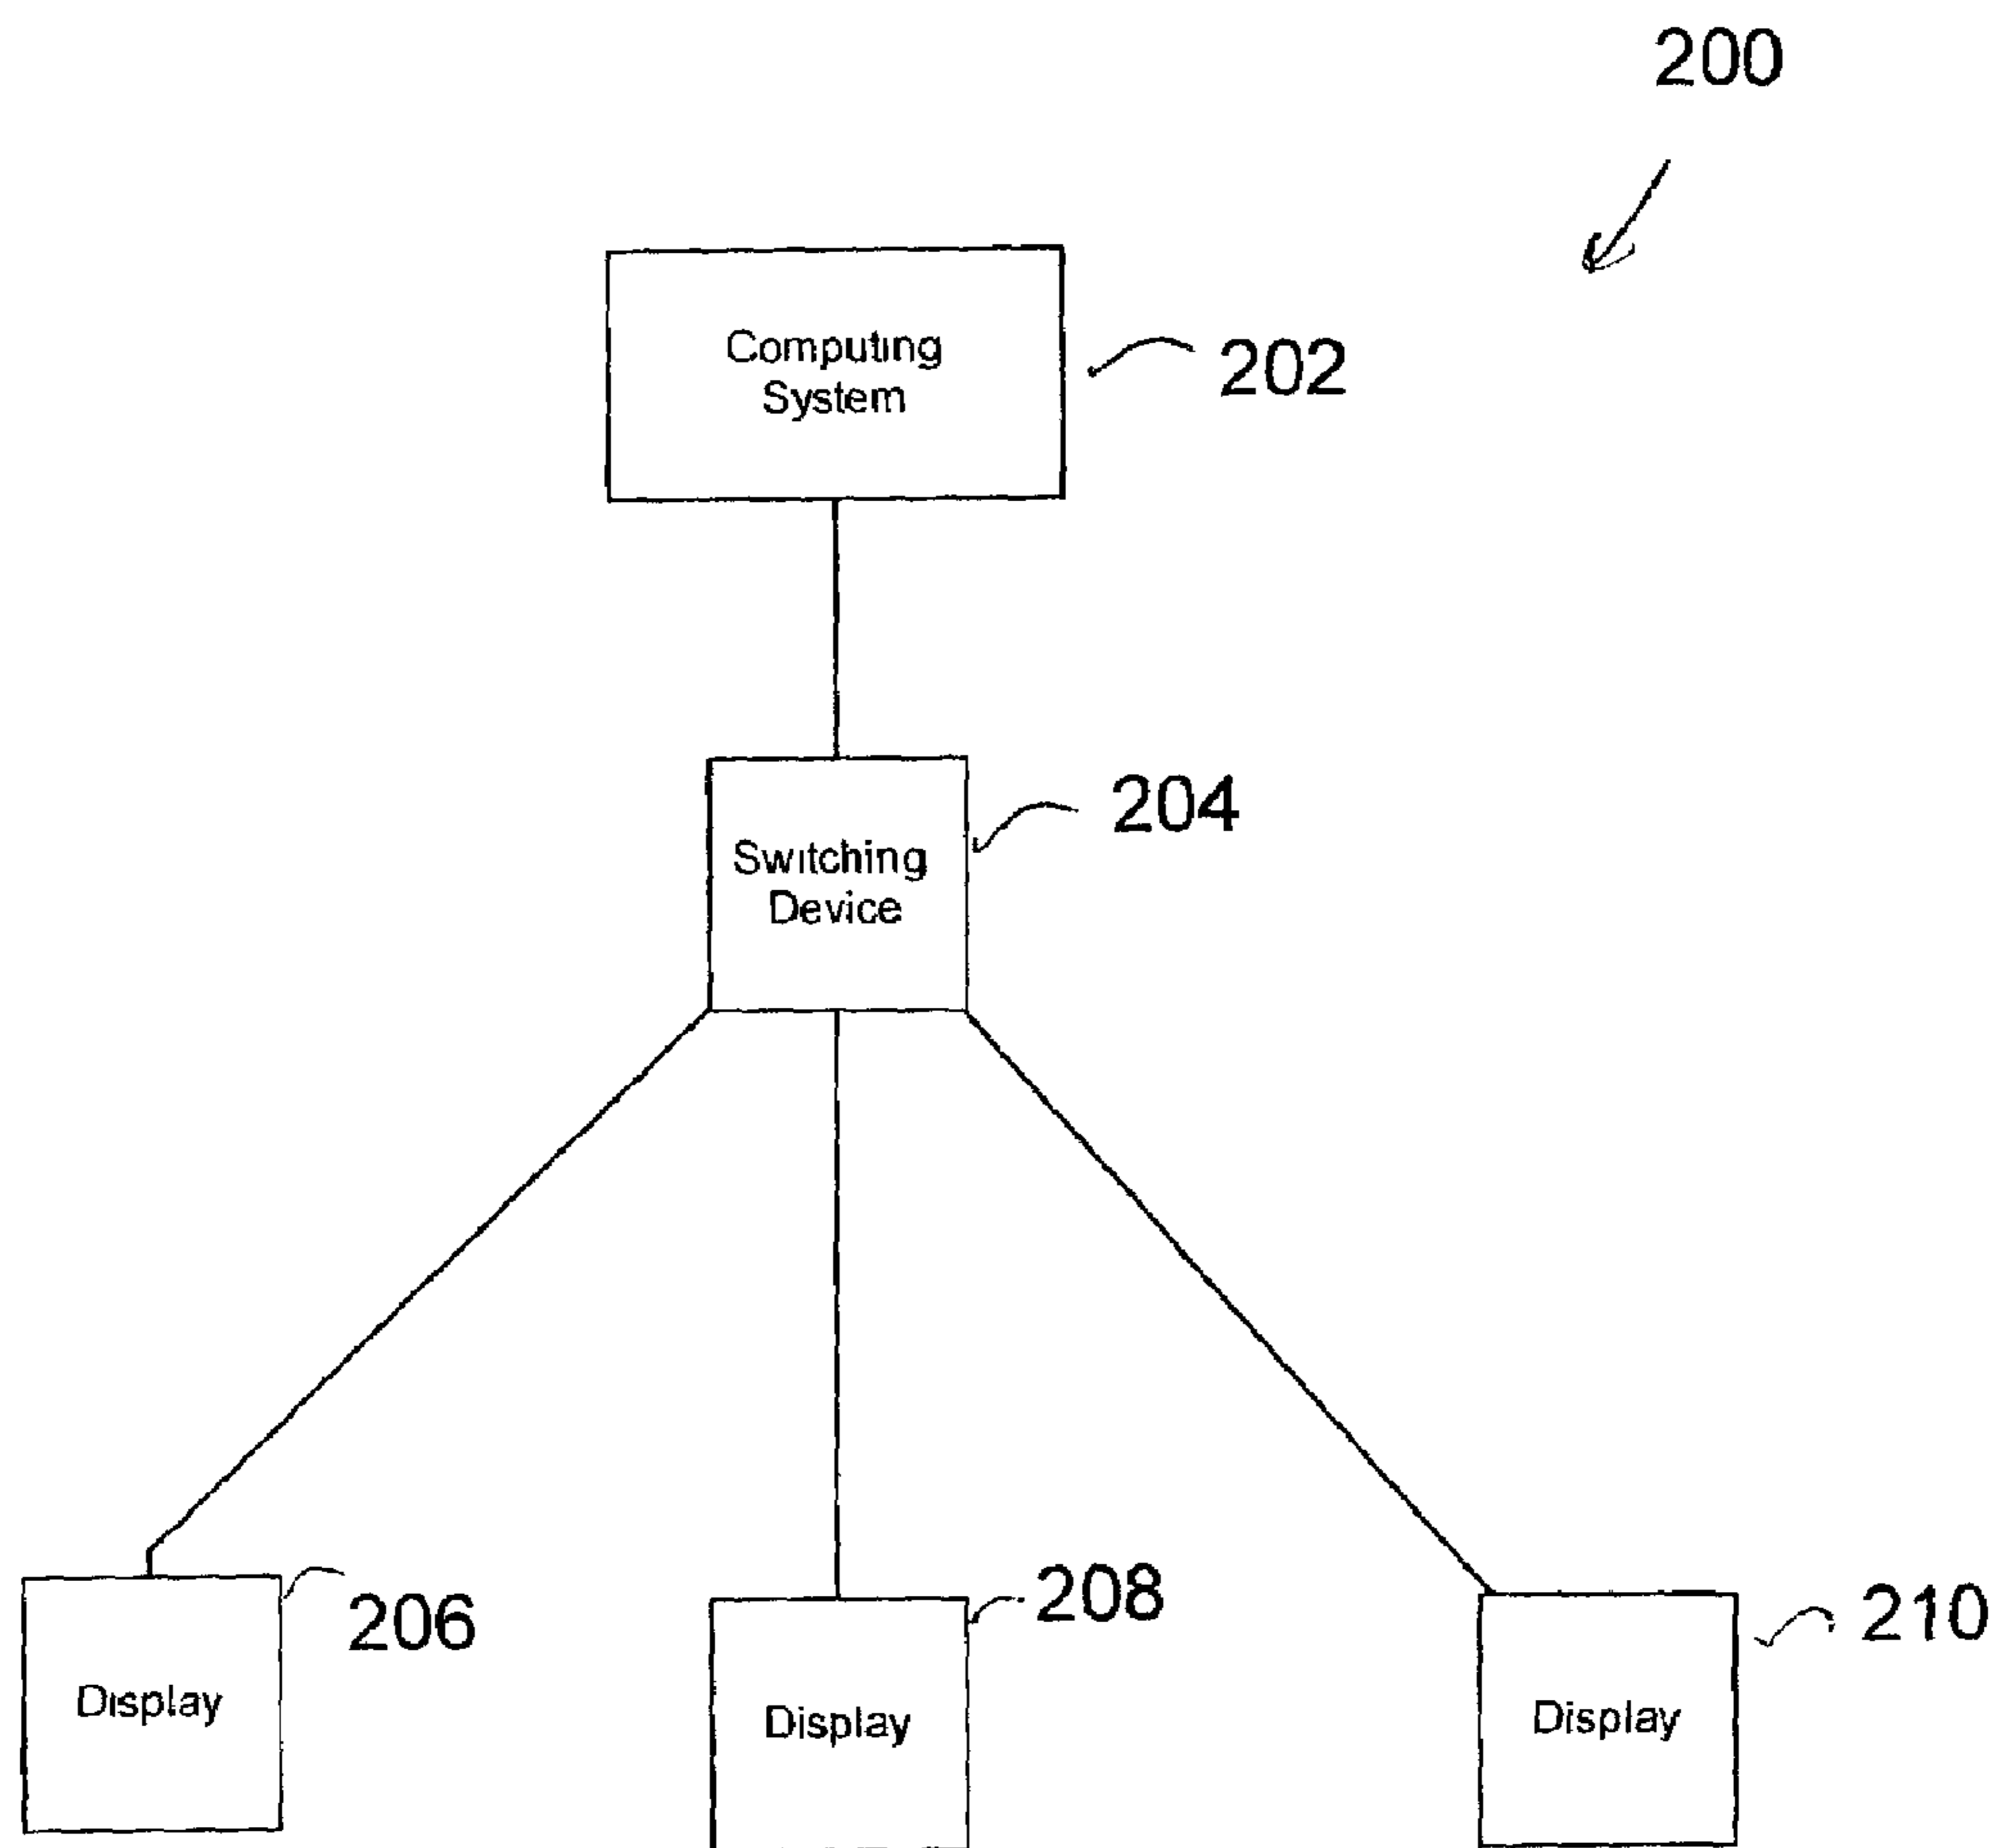 200
Computing
System
202
204
Switching
Device
206
208
210
Display
Display
Display